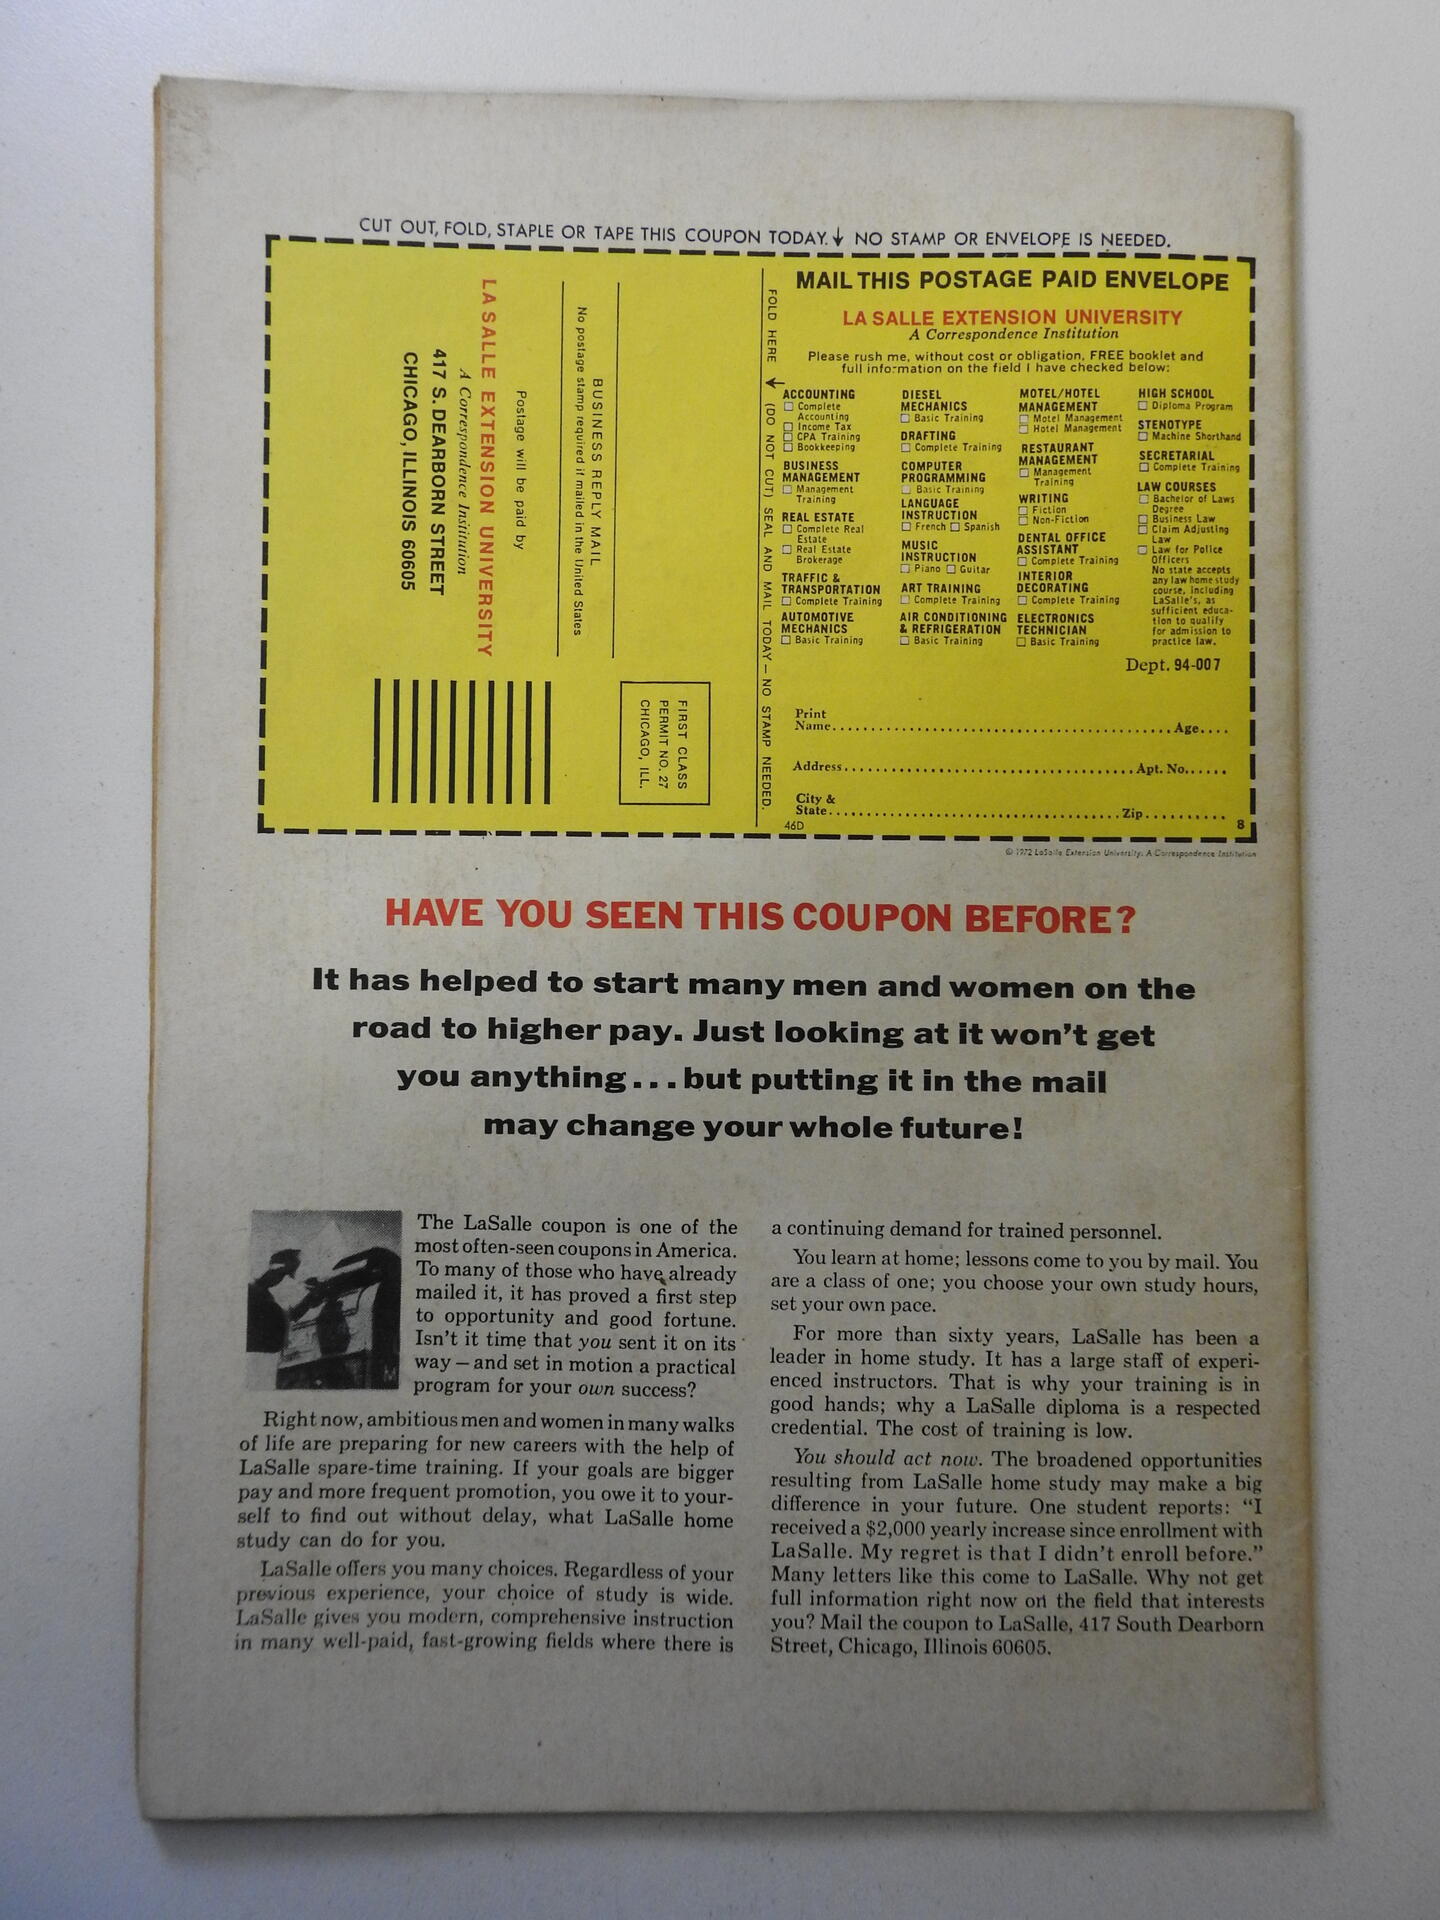 CUT OUT, FOLD, STAPLE OR TAPE THIS COUPON TODAY. ↓ NO STAMP OR ENVELOPE IS NEEDED.
FIRST CLASS
PERMIT NO. 27
CHICAGO, ILL.
BUSINESS REPLY MAIL
No postage stamp required if mailed in the United States
Postage will be paid by
LA SALLE EXTENSION UNIVERSITY
A Correspondence Institution
417 S. DEARBORN STREET
CHICAGO, ILLINOIS 60605
FOLD HERE ↓ (DO NOT CUT) SEAL AND MAIL TODAY — NO STAMP NEEDED.
MAIL THIS POSTAGE PAID ENVELOPE
LA SALLE EXTENSION UNIVERSITY
A Correspondence Institution
Please rush me, without cost or obligation, FREE booklet and
full information on the field I have checked below:
ACCOUNTING
☐ Complete
Accounting
☐ Income Tax
☐ CPA Training
☐ Bookkeeping
BUSINESS
MANAGEMENT
☐ Management
Training
REAL ESTATE
☐ Complete Real
Estate
☐ Real Estate
Brokerage
TRAFFIC &
TRANSPORTATION
☐ Complete Training
AUTOMOTIVE
MECHANICS
☐ Basic Training
DIESEL
MECHANICS
☐ Basic Training
DRAFTING
☐ Complete Training
COMPUTER
PROGRAMMING
☐ Basic Training
LANGUAGE
INSTRUCTION
☐ French ☐ Spanish
MUSIC
INSTRUCTION
☐ Piano ☐ Guitar
ART TRAINING
☐ Complete Training
AIR CONDITIONING
& REFRIGERATION
☐ Basic Training
MOTEL/HOTEL
MANAGEMENT
☐ Motel Management
☐ Hotel Management
RESTAURANT
MANAGEMENT
☐ Management
Training
WRITING
☐ Fiction
☐ Non-Fiction
DENTAL OFFICE
ASSISTANT
☐ Complete Training
INTERIOR
DECORATING
☐ Complete Training
ELECTRONICS
TECHNICIAN
☐ Basic Training
HIGH SCHOOL
☐ Diploma Program
STENOTYPE
☐ Machine Shorthand
SECRETARIAL
☐ Complete Training
LAW COURSES
☐ Bachelor of Laws
Degree
☐ Business Law
☐ Claim Adjusting
Law
☐ Law for Police
Officers
No state accepts
any law home study
course, including
LaSalle's, as
sufficient educa-
tion to qualify
for admission to
practice law.
Dept. 94-007
Print
Name........................................Age....
Address..................................Apt. No......
City &
State..................................Zip..........
46D 8
© 1972 LaSalle Extension University. A Correspondence Institution
HAVE YOU SEEN THIS COUPON BEFORE?
It has helped to start many men and women on the
road to higher pay. Just looking at it won't get
you anything...but putting it in the mail
may change your whole future!
The LaSalle coupon is one of the
most often-seen coupons in America.
To many of those who have already
mailed it, it has proved a first step
to opportunity and good fortune.
Isn't it time that you sent it on its
way — and set in motion a practical
program for your own success?
Right now, ambitious men and women in many walks
of life are preparing for new careers with the help of
LaSalle spare-time training. If your goals are bigger
pay and more frequent promotion, you owe it to your-
self to find out without delay, what LaSalle home
study can do for you.
LaSalle offers you many choices. Regardless of your
previous experience, your choice of study is wide.
LaSalle gives you modern, comprehensive instruction
in many well-paid, fast-growing fields where there is
a continuing demand for trained personnel.
You learn at home; lessons come to you by mail. You
are a class of one; you choose your own study hours,
set your own pace.
For more than sixty years, LaSalle has been a
leader in home study. It has a large staff of experi-
enced instructors. That is why your training is in
good hands; why a LaSalle diploma is a respected
credential. The cost of training is low.
You should act now. The broadened opportunities
resulting from LaSalle home study may make a big
difference in your future. One student reports: "I
received a $2,000 yearly increase since enrollment with
LaSalle. My regret is that I didn't enroll before."
Many letters like this come to LaSalle. Why not get
full information right now on the field that interests
you? Mail the coupon to LaSalle, 417 South Dearborn
Street, Chicago, Illinois 60605.